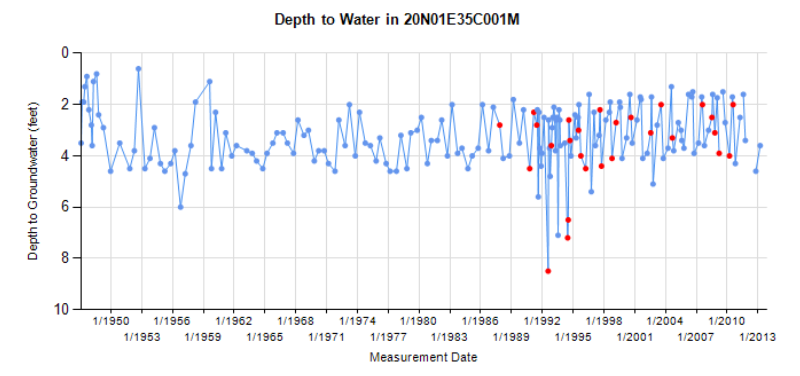 Depth to Water in 20N01E35C001M
Depth to Groundwater (feet)
0
2
4
6
8
10
1/1950 1/1956 1/1962 1/1968 1/1974 1/1980 1/1986 1/1992 1/1998 1/2004 1/2010
1/1953 1/1959 1/1965 1/1971 1/1977 1/1983 1/1989 1/1995 1/2001 1/2007 1/2013
Measurement Date